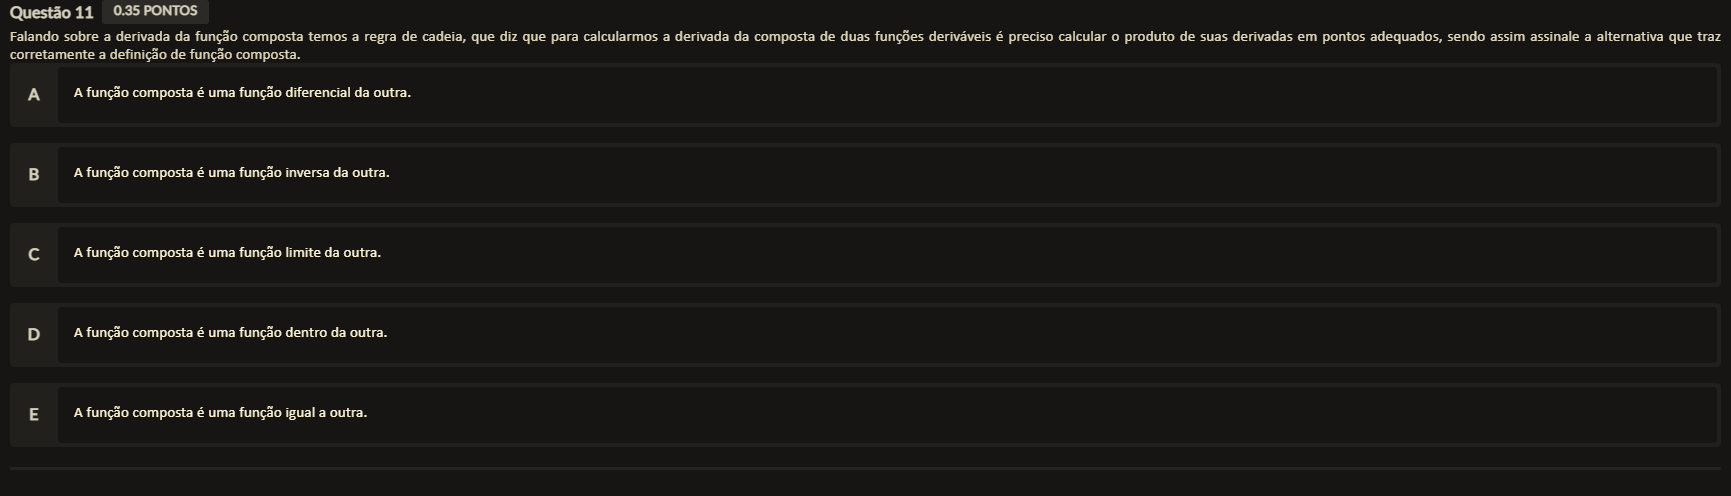 Questão 11 0.35 PONTOS
Falando sobre a derivada da função composta temos a regra de cadeia, que diz que para calcularmos a derivada da composta de duas funções deriváveis é preciso calcular o produto de suas derivadas em pontos adequados, sendo assim assinale a alternativa que traz
corretamente a definição de função composta.
A A função composta é uma função diferencial da outra.
B A função composta é uma função inversa da outra.
C A função composta é uma função limite da outra.
D A função composta é uma função dentro da outra.
E A função composta é uma função igual a outra.